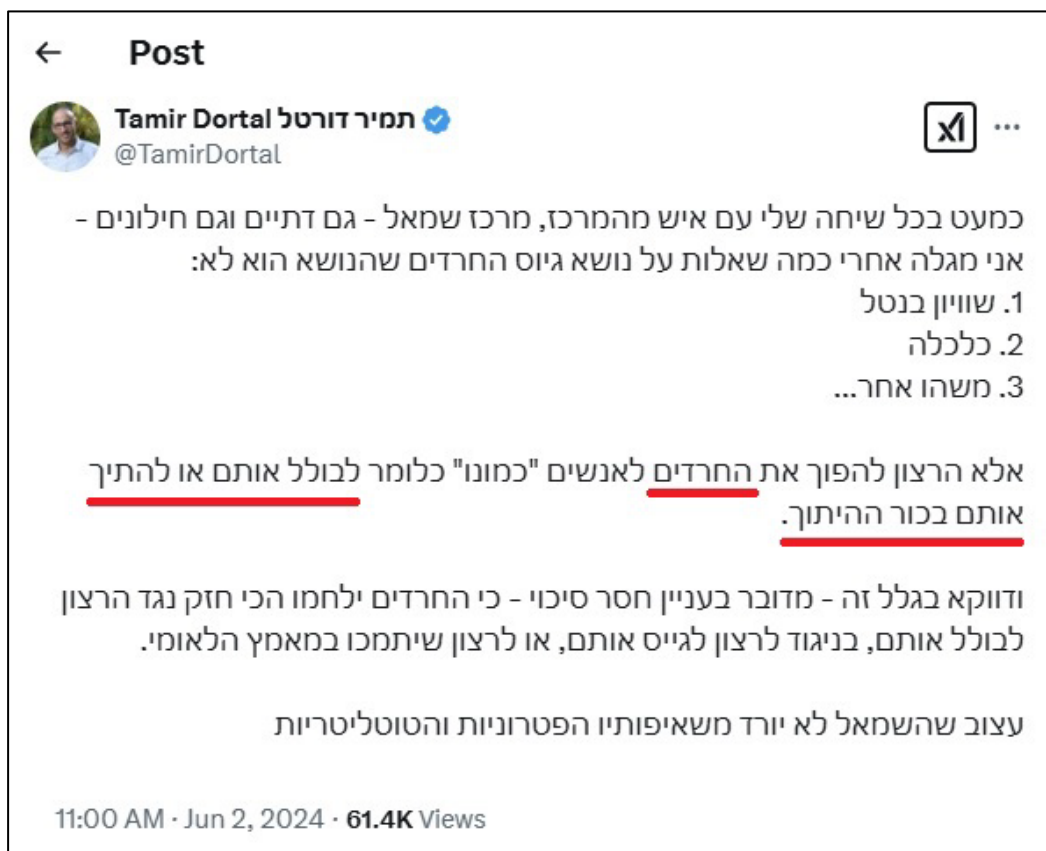 Post
Tamir Dortal תמיר דורטל
@TamirDortal
כמעט בכל שיחה שלי עם איש מהמרכז, מרכז שמאל - גם דתיים וגם חילונים -
אני מגלה אחרי כמה שאלות על נושא גיוס החרדים שהנושא הוא לא:
1. שוויון בנטל
2. כלכלה
3. משהו אחר...
אלא הרצון להפוך את החרדים לאנשים "כמונו" כלומר לבולל אותם או להתיך
אותם בכור ההיתוך.
ודווקא בגלל זה - מדובר בעניין חסר סיכוי - כי החרדים ילחמו הכי חזק נגד הרצון
לבולל אותם, בניגוד לרצון לגייס אותם, או לרצון שיתמכו במאמץ הלאומי.
עצוב שהשמאל לא יורד משאיפותיו הפטרוניות והטוטליטריות
11:00 AM · Jun 2, 2024 · 61.4K Views